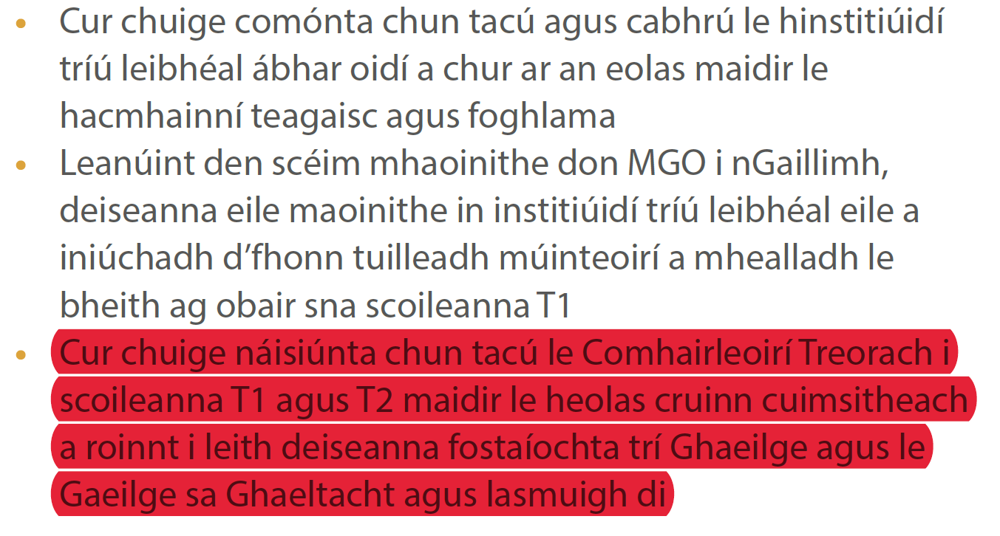 • Cur chuige comónta chun tacú agus cabhrú le hinstitiúidí
tríú leibhéal ábhar oidí a chur ar an eolas maidir le
hacmhainní teagaisc agus foghlama
• Leanúint den scéim mhaoinithe don MGO i nGaillimh,
deiseanna eile maoinithe in institiúidí tríú leibhéal eile a
iniúchadh d’fhonn tuilleadh múinteoirí a mhealladh le
bheith ag obair sna scoileanna T1
• Cur chuige náisiúnta chun tacú le Comhairleoirí Treorach i
scoileanna T1 agus T2 maidir le heolas cruinn cuimsitheach
a roinnt i leith deiseanna fostaíochta trí Ghaeilge agus le
Gaeilge sa Ghaeltacht agus lasmuigh di